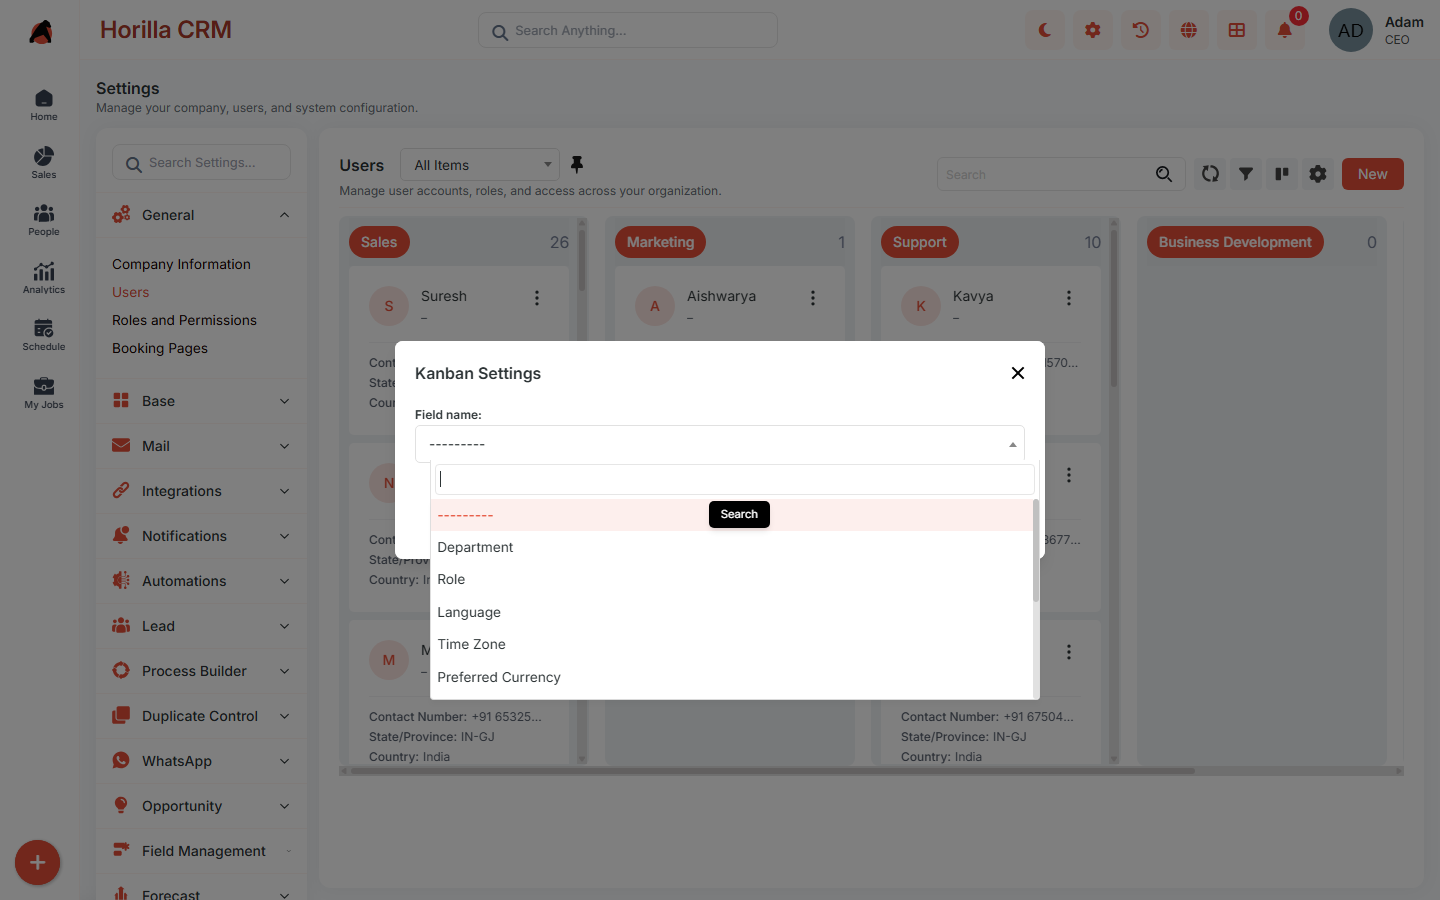 Horilla CRM
Search Anything...
0
AD
Adam
CEO
Home
Sales
People
Analytics
Schedule
My Jobs
Settings
Manage your company, users, and system configuration.
Search Settings...
General
Company Information
Users
Roles and Permissions
Booking Pages
Base
Mail
Integrations
Notifications
Automations
Lead
Process Builder
Duplicate Control
WhatsApp
Opportunity
Field Management
Forecast
Users
All Items
Manage user accounts, roles, and access across your organization.
Search
New
Sales
26
S
Suresh
–
Marketing
1
A
Aishwarya
–
Support
10
K
Kavya
–
Business Development
0
Kanban Settings
Field name:
---------
---------
Search
Department
Role
Language
Time Zone
Preferred Currency
N
State/Prov
Country:
M
–
Contact Number: +91 65325...
State/Province: IN-GJ
Country: India
Contact Number: +91 67504...
State/Province: IN-GJ
Country: India